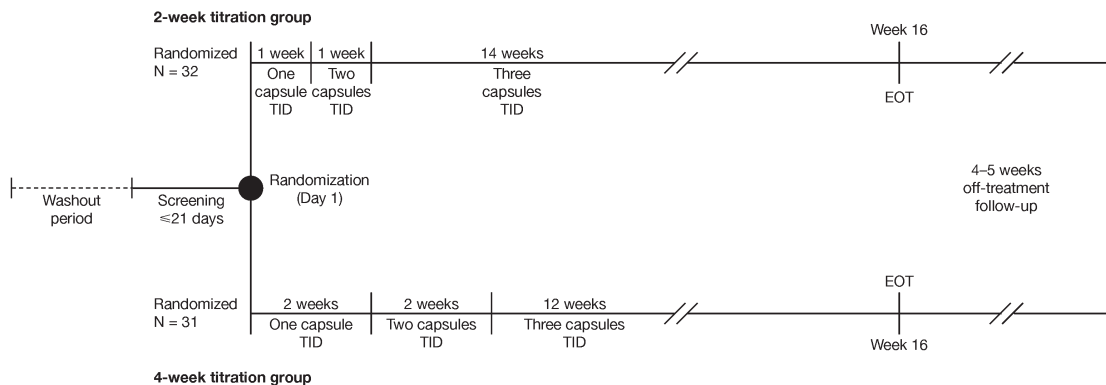 2-week titration group
Randomized
N = 32
1 week
1 week
14 weeks
One
capsule
TID
Two
capsules
TID
Three
capsules
TID
Week 16
EOT
Washout
period
Screening
≤21 days
Randomization
(Day 1)
4–5 weeks
off-treatment
follow-up
Randomized
N = 31
2 weeks
2 weeks
12 weeks
One capsule
TID
Two capsules
TID
Three capsules
TID
EOT
Week 16
4-week titration group